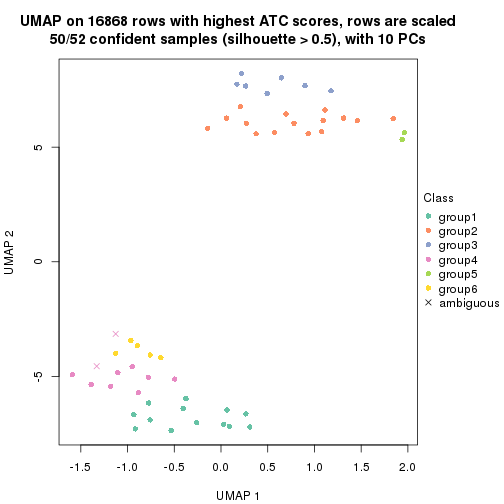 UMAP on 16868 rows with highest ATC scores, rows are scaled
50/52 confident samples (silhouette > 0.5), with 10 PCs
5
0
-5
UMAP 2
-1.5 -1.0 -0.5 0.0 0.5 1.0 1.5 2.0
UMAP 1
Class
group1
group2
group3
group4
group5
group6
ambiguous